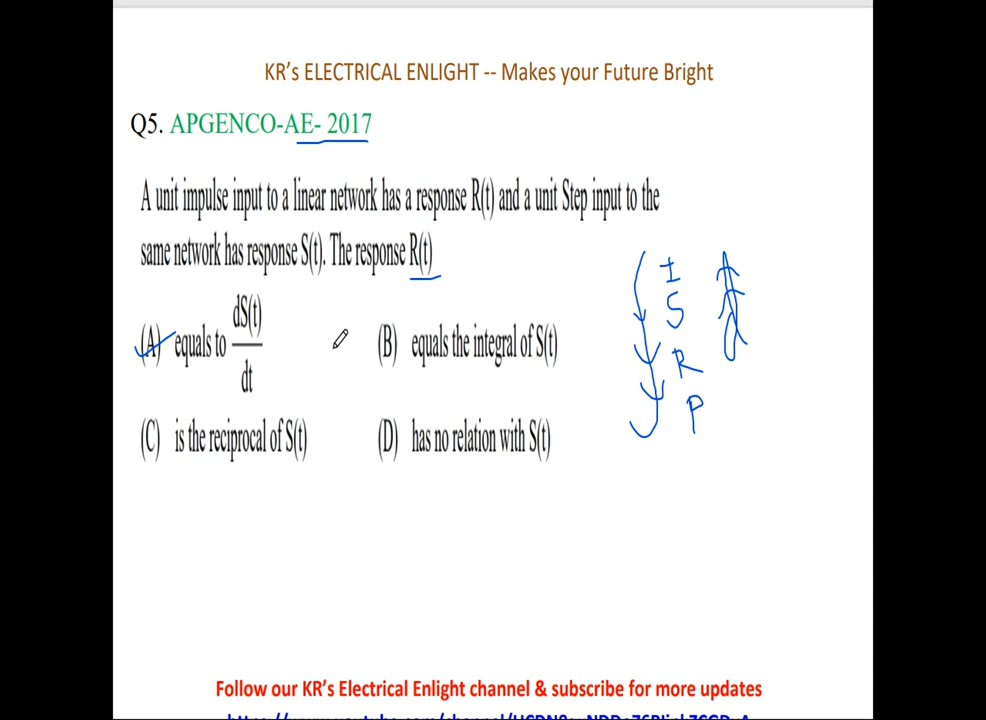 KR's ELECTRICAL ENLIGHT -- Makes your Future Bright
Q5. APGENCO-AE- 2017
A unit impulse input to a linear network has a response R(t) and a unit Step input to the
same network has response S(t). The response R(t)
(A) equals to dS(t)/dt
(B) equals the integral of S(t)
(C) is the reciprocal of S(t)
(D) has no relation with S(t)
I
S
R
P
Follow our KR's Electrical Enlight channel & subscribe for more updates